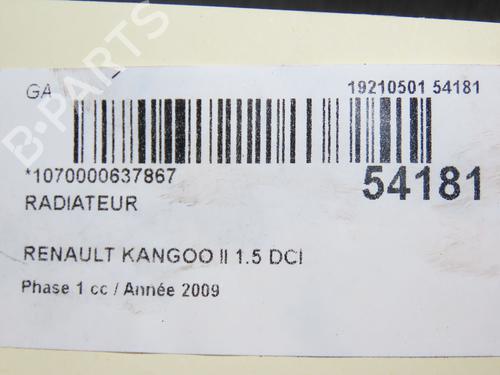 B-PARTS
GA
19210501 54181
*1070000637867
54181
RADIATEUR
RENAULT KANGOO II 1.5 DCI
Phase 1 cc / Année 2009